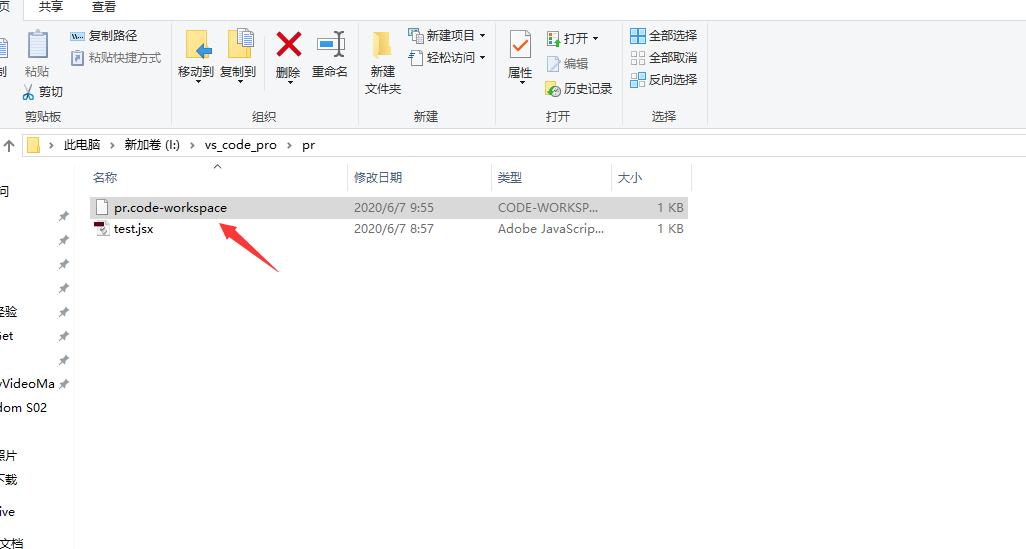 页 共享 查看
复制路径
粘贴快捷方式
粘贴
剪切
剪贴板
移动到 复制到 删除 重命名
组织
新建
文件夹
新建项目
轻松访问
新建
属性
打开
编辑
历史记录
打开
全部选择
全部取消
反向选择
选择
此电脑 新加卷 (I:) vs_code_pro pr
名称 修改日期 类型 大小
pr.code-workspace 2020/6/7 9:55 CODE-WORKSP... 1 KB
test.jsx 2020/6/7 8:57 Adobe JavaScrip... 1 KB
问
经验
Get
yVideoMa
dom S02
照片
下载
ive
文档